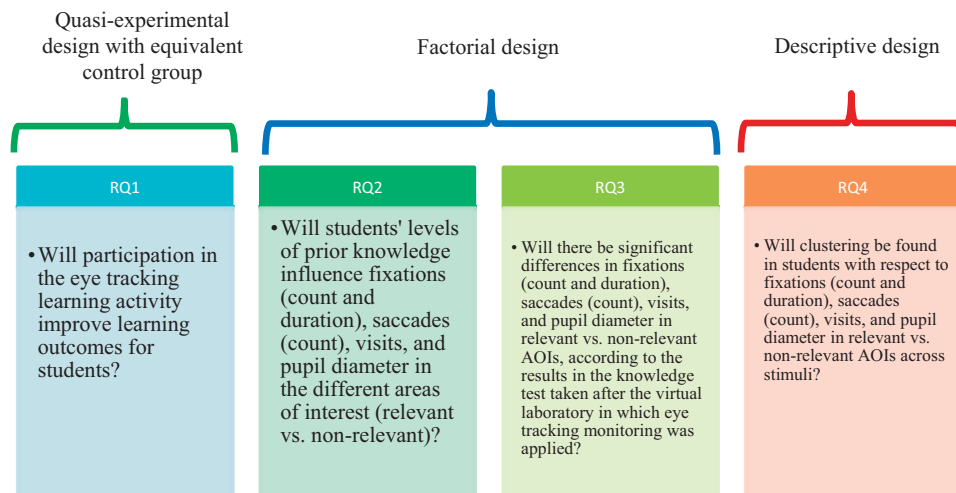 Quasi-experimental
design with equivalent
control group
Factorial design
Descriptive design
RQ1
• Will participation in
the eye tracking
learning activity
improve learning
outcomes for
students?
RQ2
• Will students' levels
of prior knowledge
influence fixations
(count and
duration), saccades
(count), visits, and
pupil diameter in
the different areas
of interest (relevant
vs. non-relevant)?
RQ3
• Will there be significant
differences in fixations
(count and duration),
saccades (count), visits,
and pupil diameter in
relevant vs. non-relevant
AOIs, according to the
results in the knowledge
test taken after the virtual
laboratory in which eye
tracking monitoring was
applied?
RQ4
• Will clustering be found
in students with respect to
fixations (count and
duration), saccades
(count), visits, and pupil
diameter in relevant vs.
non-relevant AOIs across
stimuli?